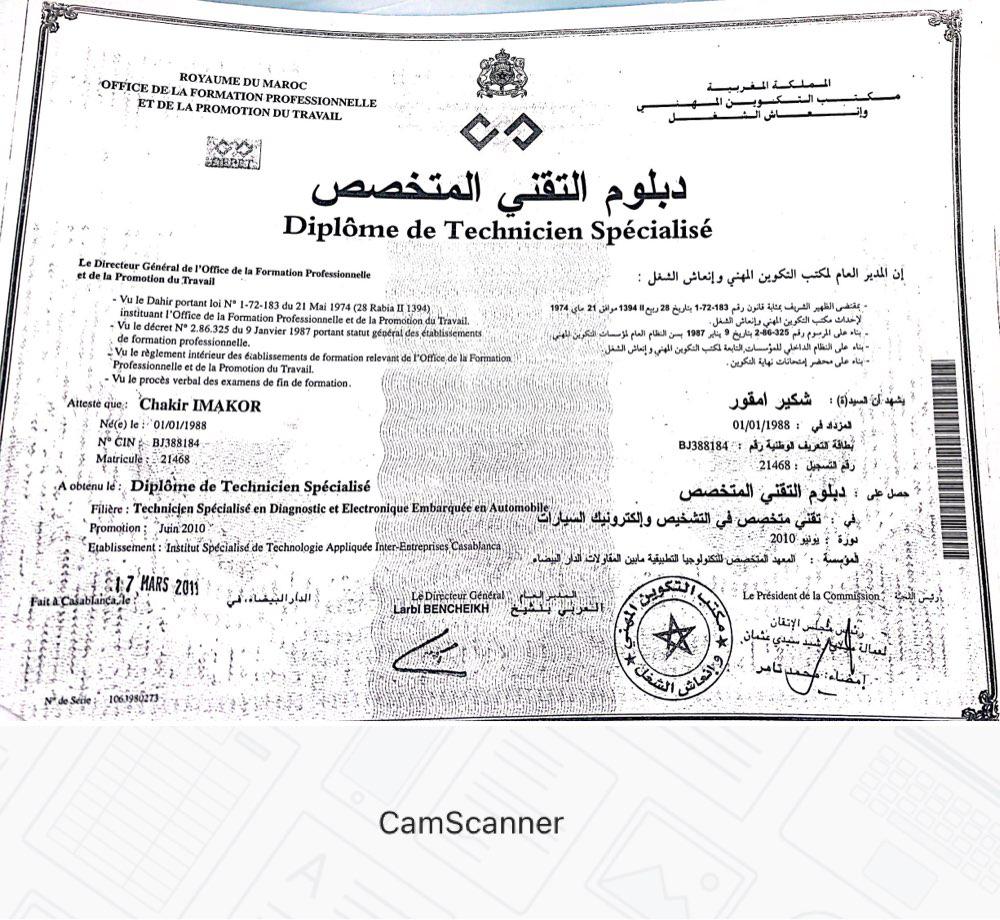 ROYAUME DU MAROC
OFFICE DE LA FORMATION PROFESSIONNELLE
ET DE LA PROMOTION DU TRAVAIL
المملكة المغربية
مكتب التكوين المهني
وإنعاش الشغل
دبلوم التقني المتخصص
Diplôme de Technicien Spécialisé
Le Directeur Général de l'Office de la Formation Professionnelle
et de la Promotion du Travail
إن المدير العام لمكتب التكوين المهني وإنعاش الشغل :
- Vu le Dahir portant loi N° 1-72-183 du 21 Mai 1974 (28 Rabia II 1394)
instituant l'Office de la Formation Professionnelle et de la Promotion du Travail.
- Vu le décret N° 2.86.325 du 9 Janvier 1987 portant statut général des établissements
de formation professionnelle.
- Vu le règlement intérieur des établissements de formation relevant de l'Office de la Formation
Professionnelle et de la Promotion du Travail.
- Vu le procès verbal des examens de fin de formation.
- بمقتضى الظهير الشريف بمثابة قانون رقم 1-72-183 بتاريخ 28 ربيع II 1394 موافق 21 ماي 1974
لإحداث مكتب التكوين المهني وإنعاش الشغل.
- بناء على المرسوم رقم 2-86-325 بتاريخ 9 يناير 1987 بسن النظام العام لمؤسسات التكوين المهني.
- بناء على النظام الداخلي للمؤسسات التابعة لمكتب التكوين المهني وإنعاش الشغل.
- بناء على محضر إمتحانات نهاية التكوين.
Atteste que : Chakir IMAKOR
يشهد أن السيد(ة) : شكير امقور
Né(e) le : 01/01/1988
المزداد في : 01/01/1988
N° CIN : BJ388184
بطاقة التعريف الوطنية رقم : BJ388184
Matricule : 21468
رقم التسجيل : 21468
A obtenu le : Diplôme de Technicien Spécialisé
حصل على : دبلوم التقني المتخصص
Filière : Technicien Spécialisé en Diagnostic et Electronique Embarquée en Automobile
في : تقني متخصص في التشخيص وإلكترونيك السيارات
Promotion : Juin 2010
دورة : يونيو 2010
Etablissement : Institut Spécialisé de Technologie Appliquée Inter-Entreprises Casablanca
المؤسسة : المعهد المتخصص للتكنولوجيا التطبيقية مابين المقاولات الدار البيضاء
17 MARS 2011
Fait à Casablanca, le :
الدار البيضاء، في
Le Directeur Général المدير العام
Larbi BENCHEIKH العربي بنشيخ
مكتب التكوين المهني
وإنعاش الشغل
Le Président de la Commission
رئيس مجلس الإتقان
إمضاء: محمد تامر
N° de Série : 1063980273
CamScanner